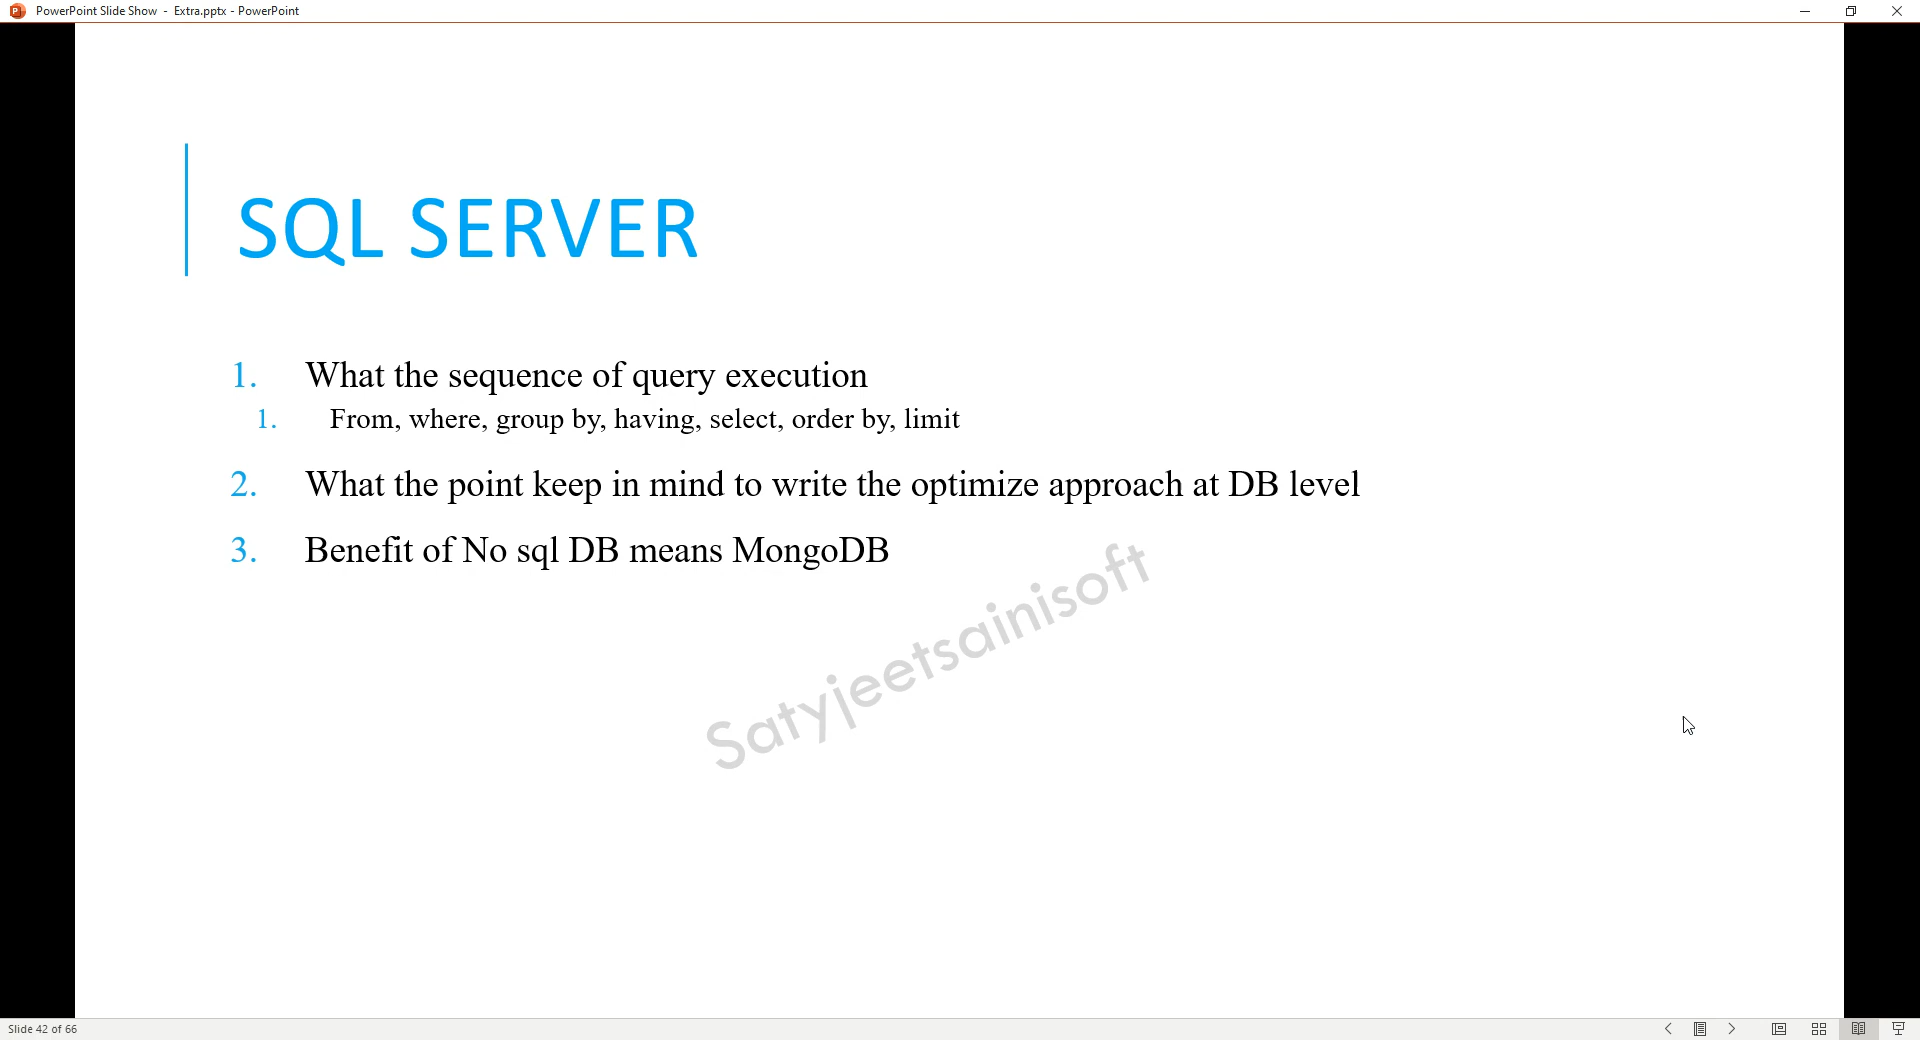 PowerPoint Slide Show - Extra.pptx - PowerPoint
SQL SERVER
1. What the sequence of query execution
1. From, where, group by, having, select, order by, limit
2. What the point keep in mind to write the optimize approach at DB level
3. Benefit of No sql DB means MongoDB
Satyjeetsainisoft
Slide 42 of 66